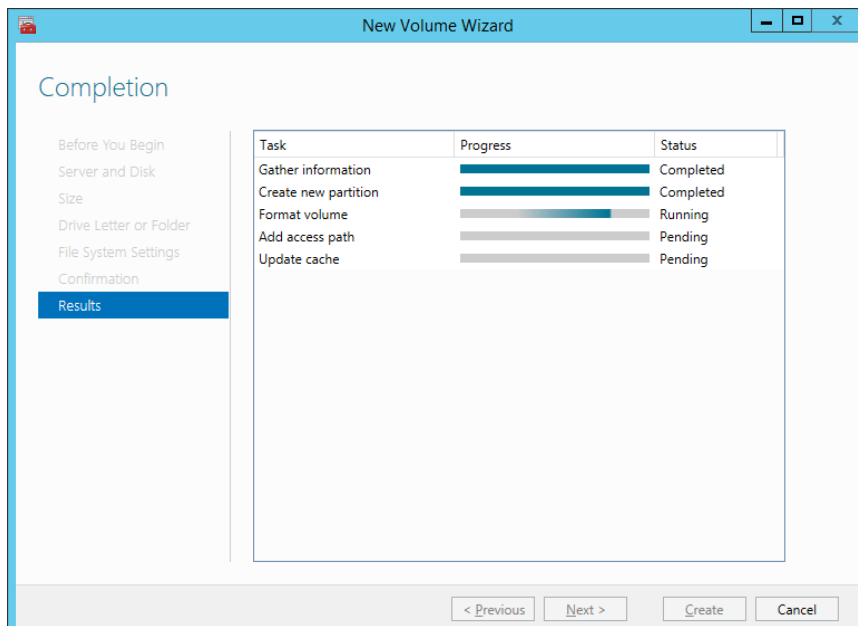 New Volume Wizard
x
Completion
Before You Begin
Server and Disk
Size
Drive Letter or Folder
File System Settings
Confirmation
Results
Task Progress Status
Gather information Completed
Create new partition Completed
Format volume Running
Add access path Pending
Update cache Pending
< Previous Next > Create Cancel